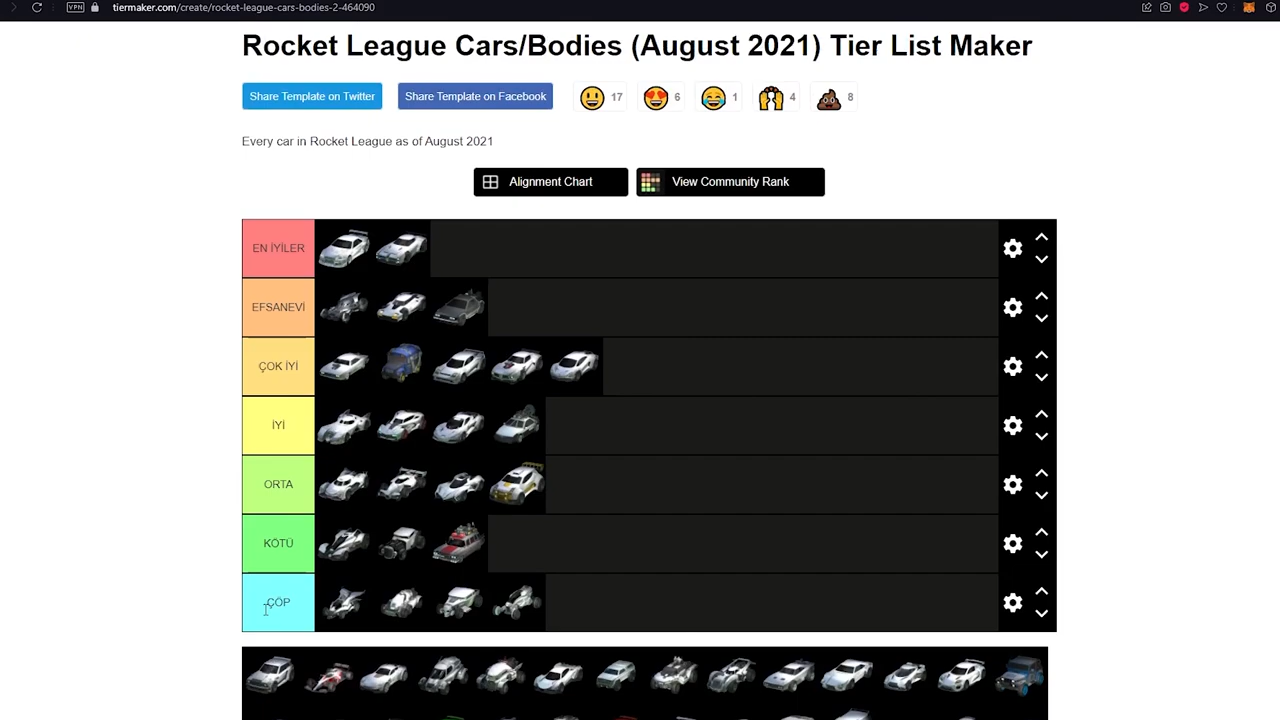 VPN
tiermaker.com/create/rocket-league-cars-bodies-2-464090
Rocket League Cars/Bodies (August 2021) Tier List Maker
Share Template on Twitter
Share Template on Facebook
17
6
1
4
8
Every car in Rocket League as of August 2021
Alignment Chart
View Community Rank
EN İYİLER
EFSANEVİ
ÇOK İYİ
İYİ
ORTA
KÖTÜ
ÇÖP